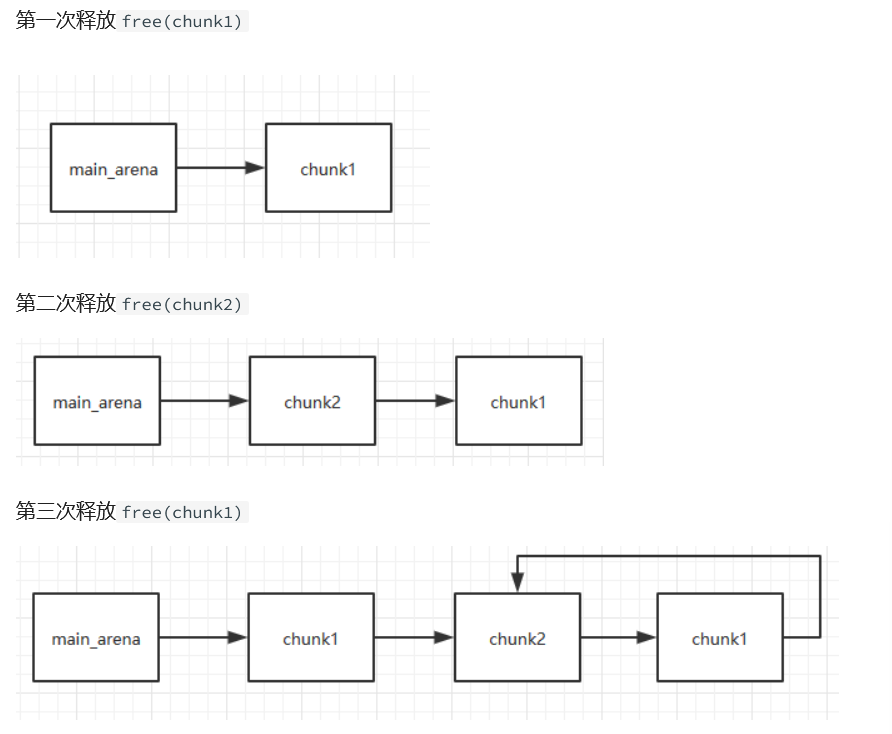 第一次释放 free(chunk1)
main_arena chunk1
第二次释放 free(chunk2)
main_arena chunk2 chunk1
第三次释放 free(chunk1)
main_arena chunk1 chunk2 chunk1